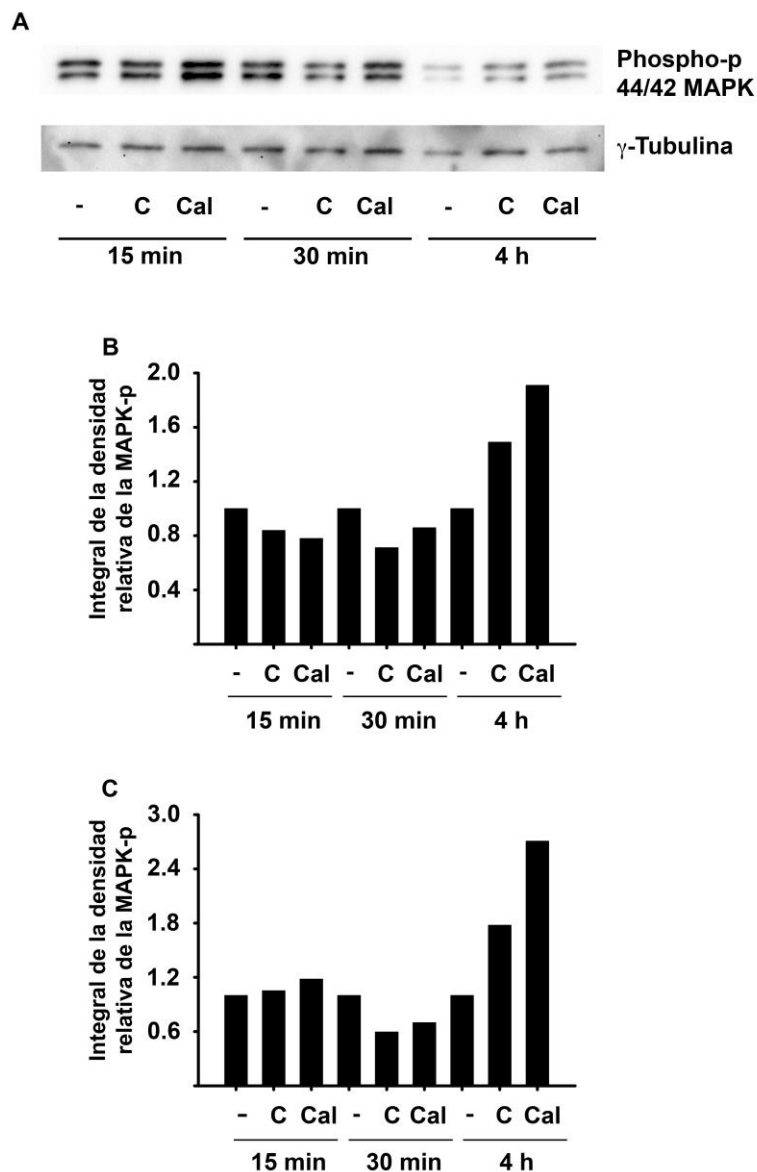 A
Phospho-p
44/42 MAPK
γ-Tubulina
- C Cal - C Cal - C Cal
15 min 30 min 4 h
B
Integral de la densidad
relativa de la MAPK-p
2.0
1.6
1.2
0.8
0.4
- C Cal - C Cal - C Cal
15 min 30 min 4 h
C
Integral de la densidad
relativa de la MAPK-p
3.0
2.4
1.8
1.2
0.6
- C Cal - C Cal - C Cal
15 min 30 min 4 h